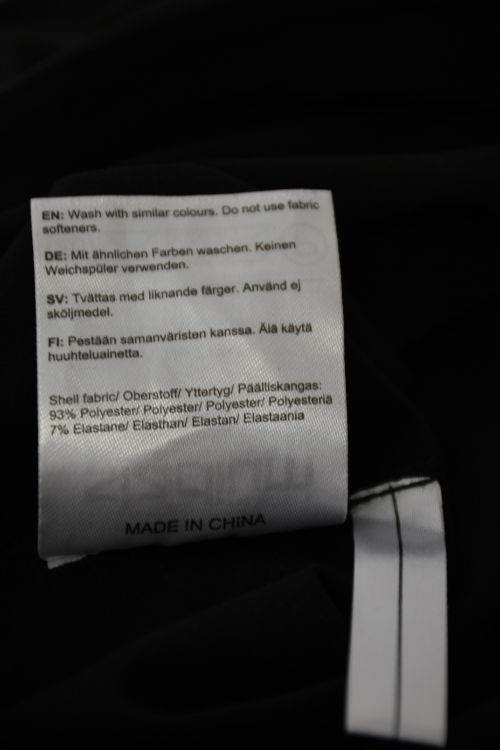 EN: Wash with similar colours. Do not use fabric
softeners.
DE: Mit ähnlichen Farben waschen. Keinen
Weichspüler verwenden.
SV: Tvättas med liknande färger. Använd ej
sköljmedel.
FI: Pestään samanväristen kanssa. Älä käytä
huuhteluainetta.
Shell fabric/ Oberstoff/ Yttertyg/ Päälliskangas:
93% Polyester/ Polyester/ Polyester/ Polyesteriä
7% Elastane/ Elasthan/ Elastan/ Elastaania
MADE IN CHINA